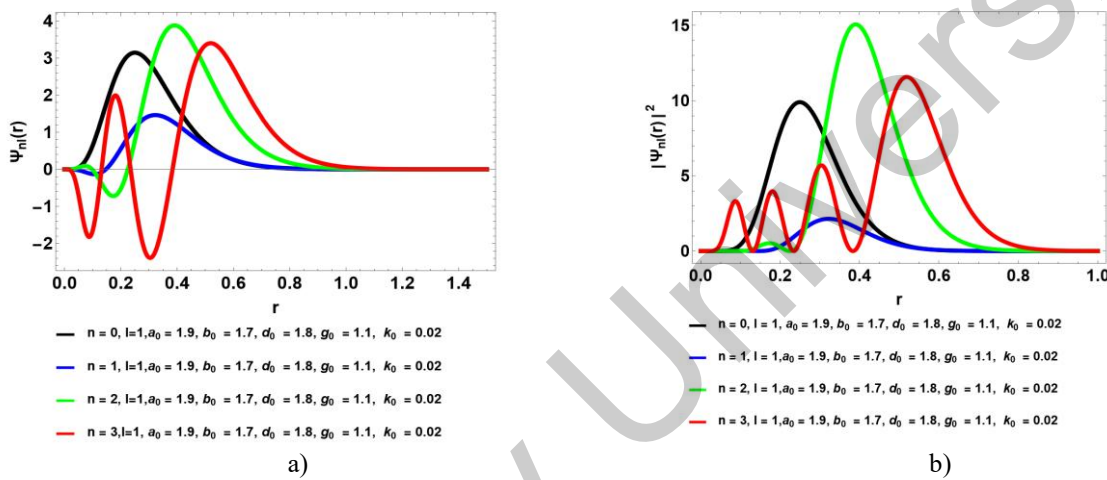 4
3
2
1
0
−1
−2
Ψnl(r)
0.0 0.2 0.4 0.6 0.8 1.0 1.2 1.4
r
n = 0, l=1,a₀ = 1.9, b₀ = 1.7, d₀ = 1.8, g₀ = 1.1, k₀ = 0.02
n = 1, l=1,a₀ = 1.9, b₀ = 1.7, d₀ = 1.8, g₀ = 1.1, k₀ = 0.02
n = 2, l=1,a₀ = 1.9, b₀ = 1.7, d₀ = 1.8, g₀ = 1.1, k₀ = 0.02
n = 3,l=1,a₀ = 1.9, b₀ = 1.7, d₀ = 1.8, g₀ = 1.1, k₀ = 0.02
a)
15
10
5
0
|Ψnl(r)|²
0.0 0.2 0.4 0.6 0.8 1.0
r
n = 0, l = 1,a₀ = 1.9, b₀ = 1.7, d₀ = 1.8, g₀ = 1.1, k₀ = 0.02
n = 1, l = 1,a₀ = 1.9, b₀ = 1.7, d₀ = 1.8, g₀ = 1.1, k₀ = 0.02
n = 2, l = 1,a₀ = 1.9, b₀ = 1.7, d₀ = 1.8, g₀ = 1.1, k₀ = 0.02
n = 3, l = 1,a₀ = 1.9, b₀ = 1.7, d₀ = 1.8, g₀ = 1.1, k₀ = 0.02
b)
y Univers